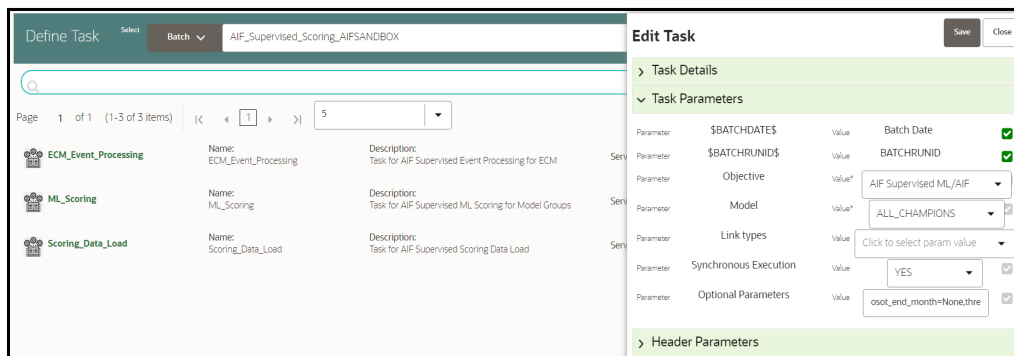 Define Task Select Batch AIF_Supervised_Scoring_AIFSANDBOX
Page 1 of 1 (1-3 of 3 items) 1 5
ECM_Event_Processing
Name:
ECM_Event_Processing
Description:
Task for AIF Supervised Event Processing for ECM
Serv
ML_Scoring
Name:
ML_Scoring
Description:
Task for AIF Supervised ML Scoring for Model Groups
Serv
Scoring_Data_Load
Name:
Scoring_Data_Load
Description:
Task for AIF Supervised Scoring Data Load
Serv
Edit Task Save Close
Task Details
Task Parameters
Parameter $BATCHDATE$ Value Batch Date
Parameter $BATCHRUNID$ Value BATCHRUNID
Parameter Objective Value* AIF Supervised ML/AIF
Parameter Model Value* ALL_CHAMPIONS
Parameter Link types Value Click to select param value
Parameter Synchronous Execution Value YES
Parameter Optional Parameters Value osot_end_month=None,thre
Header Parameters